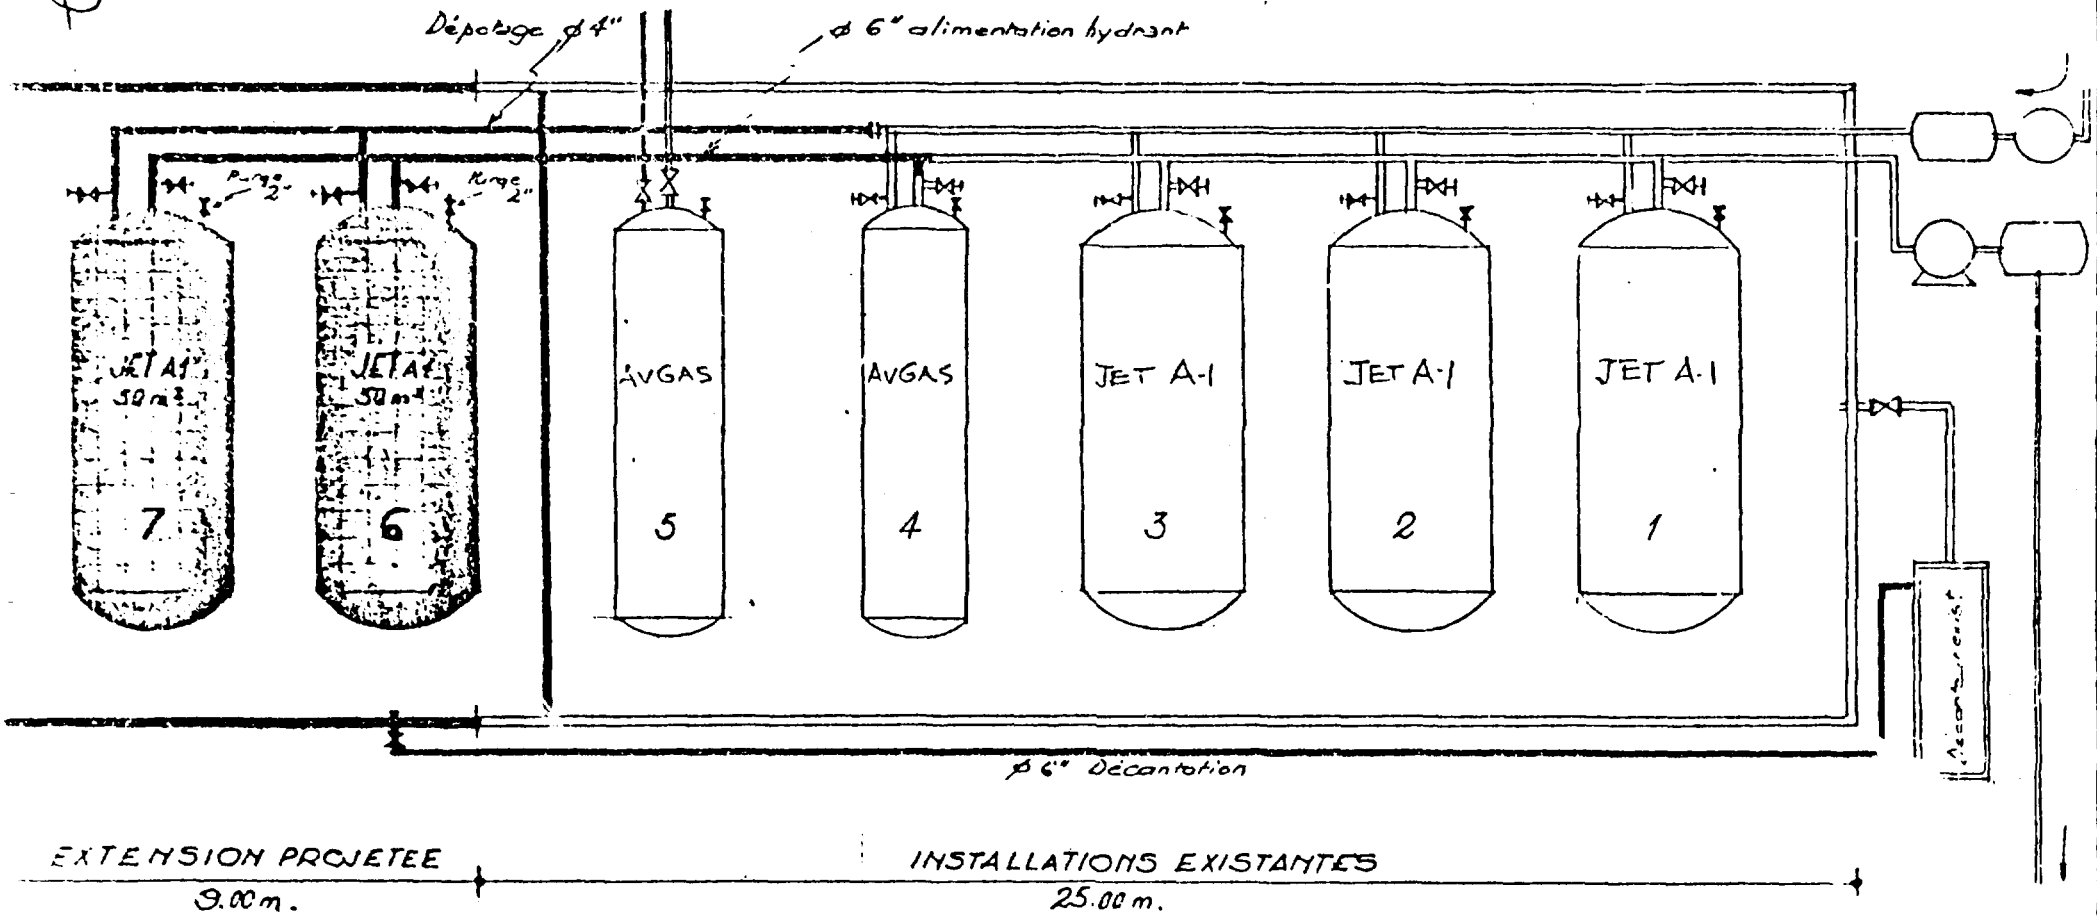 Dépotage ø 4"
ø 6" alimentation hydrant
Purge
2"
Purge
2"
JET A1
50 m³
JET A1
50 m³
AVGAS
AVGAS
JET A-1
JET A-1
JET A-1
7
6
5
4
3
2
1
ø 6" Décantation
EXTENSION PROJETEE
INSTALLATIONS EXISTANTES
9.00 m.
25.00 m.